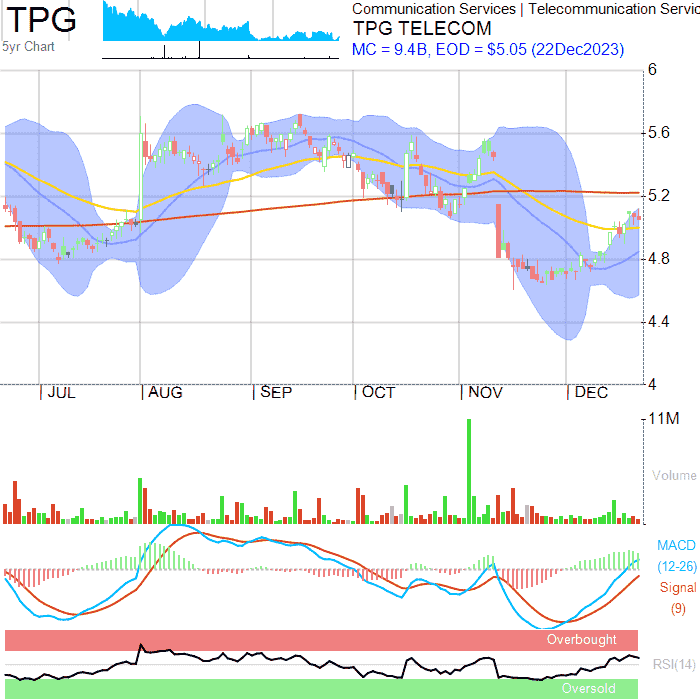 TPG
5yr Chart
Communication Services | Telecommunication Servic
TPG TELECOM
MC = 9.4B, EOD = $5.05 (22Dec2023)
6
5.6
5.2
4.8
4.4
4
JUL AUG SEP OCT NOV DEC
11M
Volume
MACD
(12-26)
Signal
(9)
Overbought
RSI(14)
Oversold